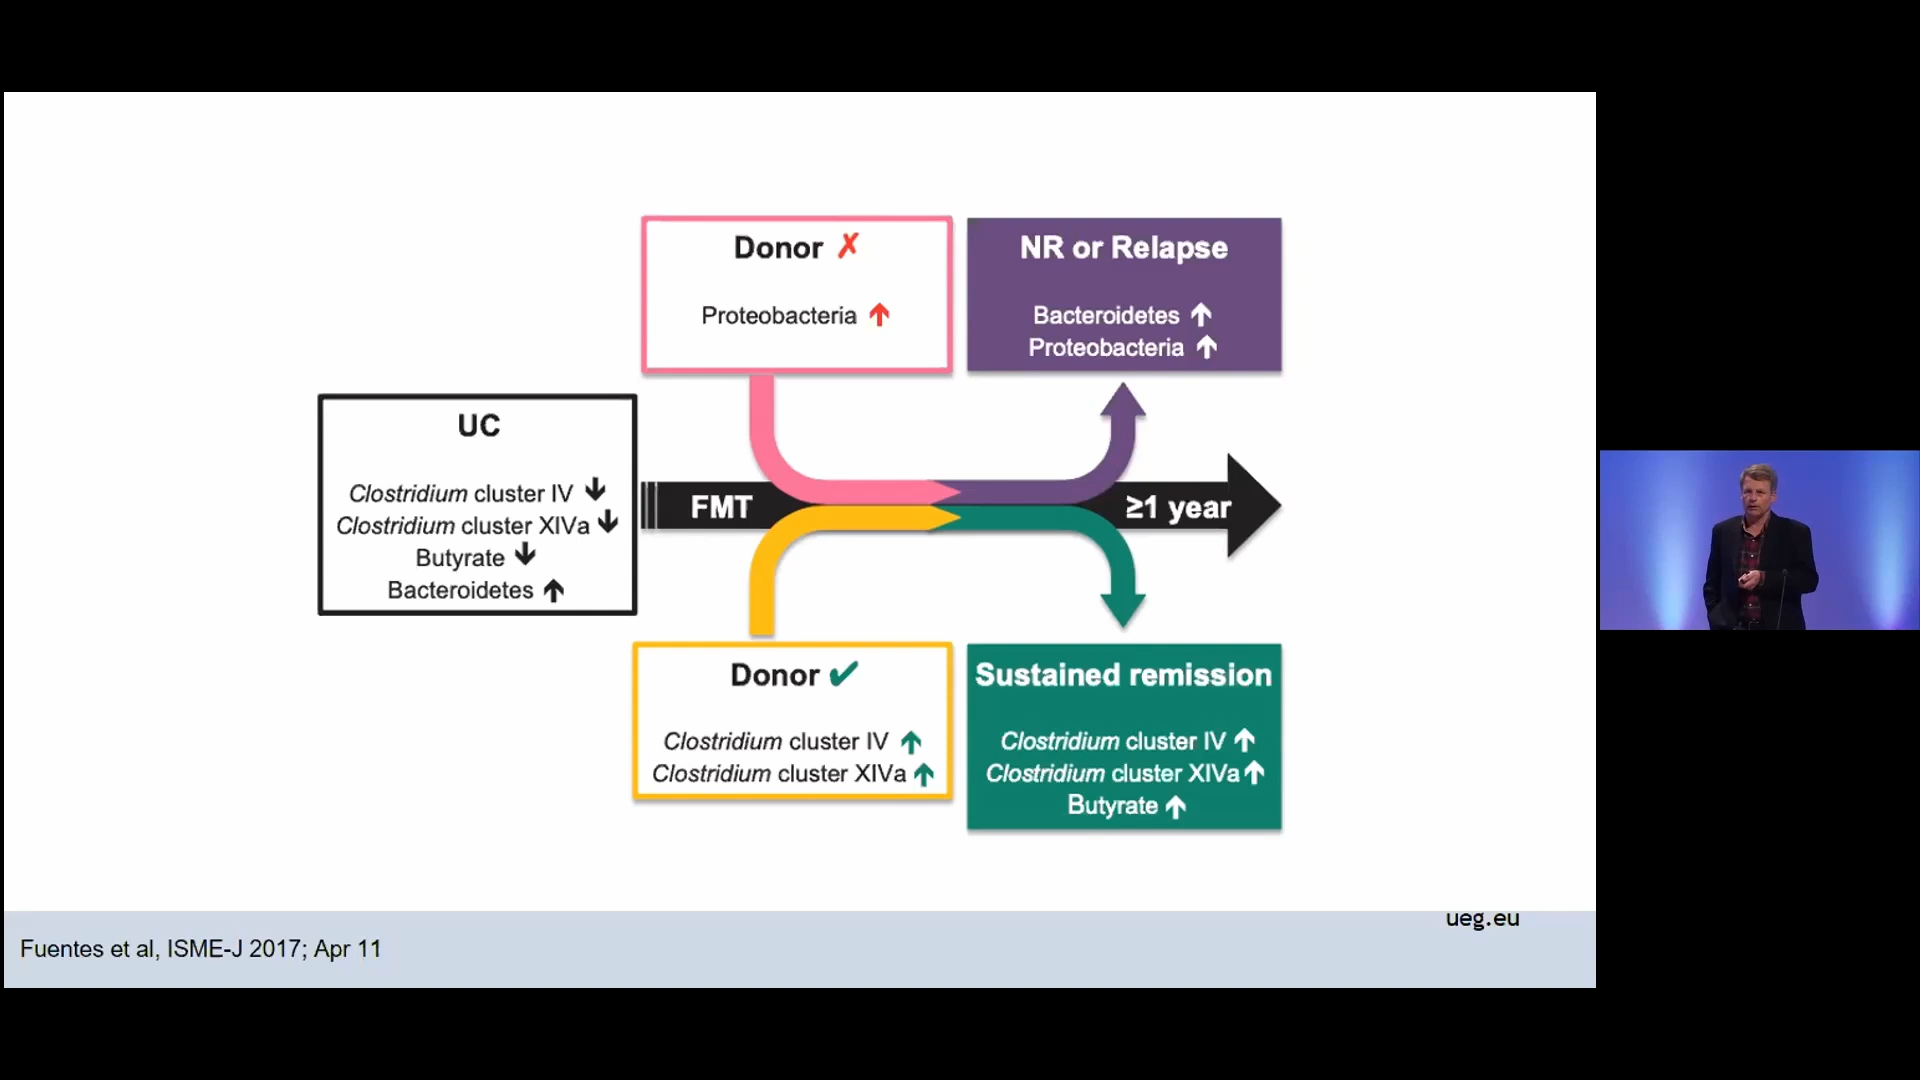 Donor ✗
Proteobacteria ↑
NR or Relapse
Bacteroidetes ↑
Proteobacteria ↑
UC
Clostridium cluster IV ↓
Clostridium cluster XIVa ↓
Butyrate ↓
Bacteroidetes ↑
FMT
≥1 year
Donor ✔
Clostridium cluster IV ↑
Clostridium cluster XIVa ↑
Sustained remission
Clostridium cluster IV ↑
Clostridium cluster XIVa ↑
Butyrate ↑
ueg.eu
Fuentes et al, ISME-J 2017; Apr 11